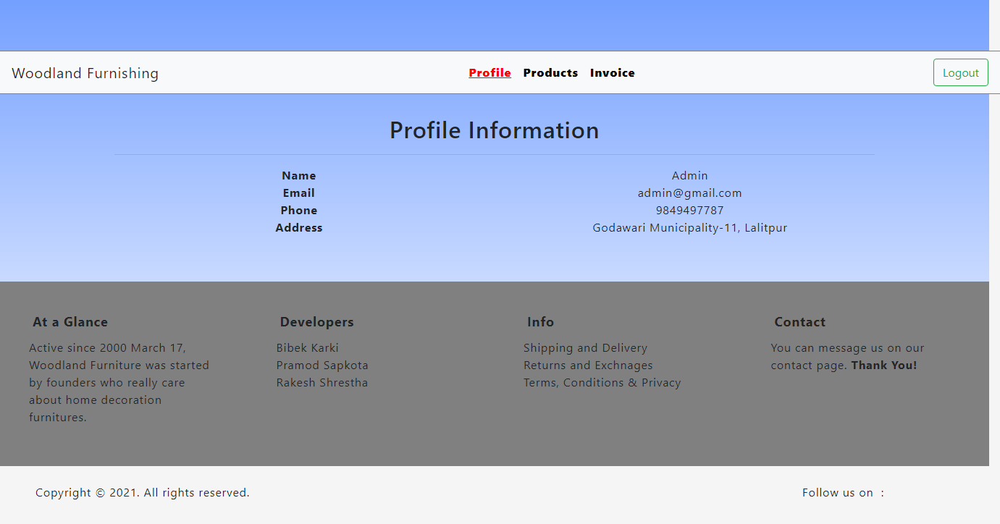 Woodland Furnishing
Profile Products Invoice
Logout
Profile Information
Name Admin
Email admin@gmail.com
Phone 9849497787
Address Godawari Municipality-11, Lalitpur
At a Glance
Active since 2000 March 17,
Woodland Furniture was started
by founders who really care
about home decoration
furnitures.
Developers
Bibek Karki
Pramod Sapkota
Rakesh Shrestha
Info
Shipping and Delivery
Returns and Exchnages
Terms, Conditions & Privacy
Contact
You can message us on our
contact page. Thank You!
Copyright © 2021. All rights reserved.
Follow us on :